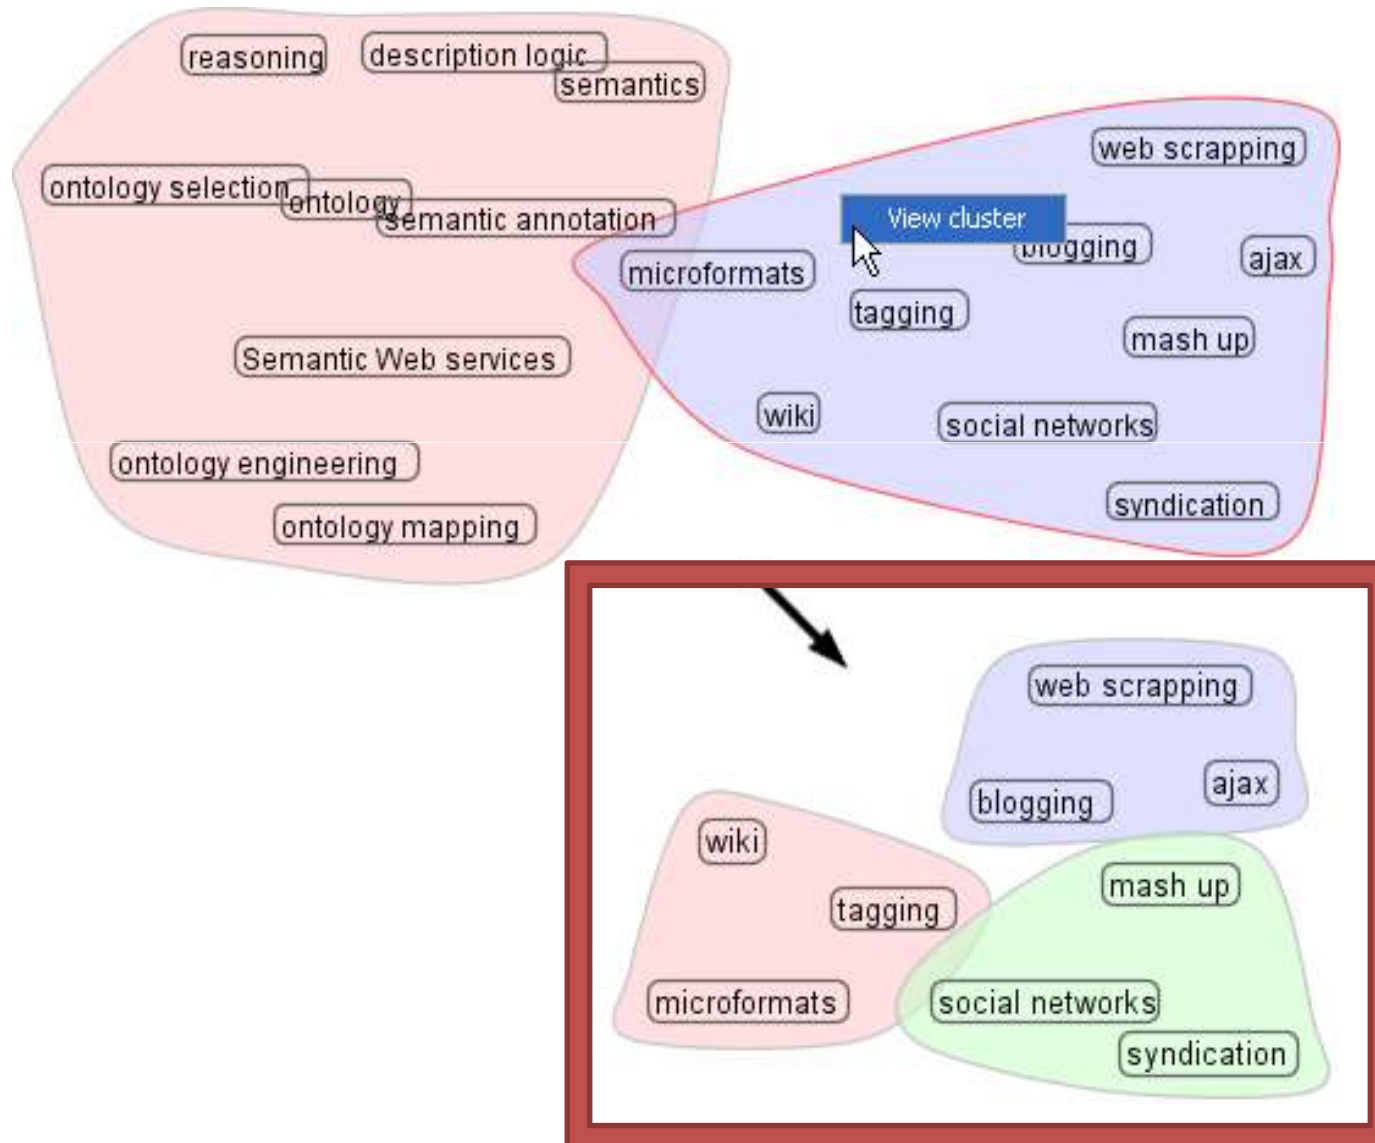 reasoning
description logic
semantics
web scrapping
ontology selection
ontology
semantic annotation
View cluster
blogging
ajax
microformats
tagging
mash up
Semantic Web services
wiki
social networks
ontology engineering
syndication
ontology mapping
web scrapping
ajax
blogging
wiki
mash up
tagging
microformats
social networks
syndication